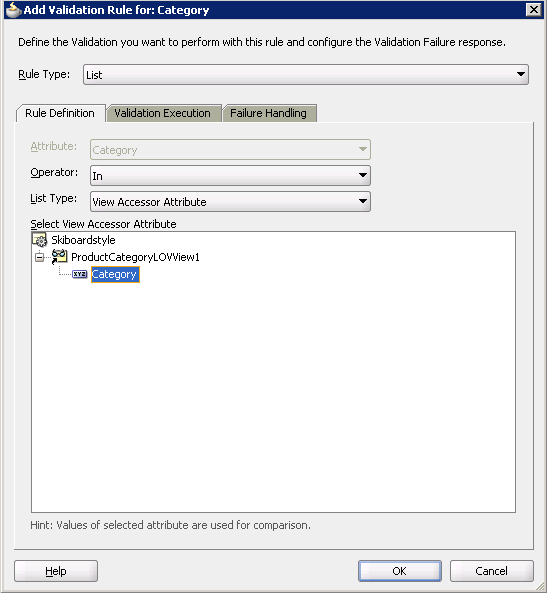 Add Validation Rule for: Category
Define the Validation you want to perform with this rule and configure the Validation Failure response.
Rule Type: List
Rule Definition Validation Execution Failure Handling
Attribute: Category
Operator: In
List Type: View Accessor Attribute
Select View Accessor Attribute
Skiboardstyle
ProductCategoryLOVView1
XYZ Category
Hint: Values of selected attribute are used for comparison.
Help OK Cancel